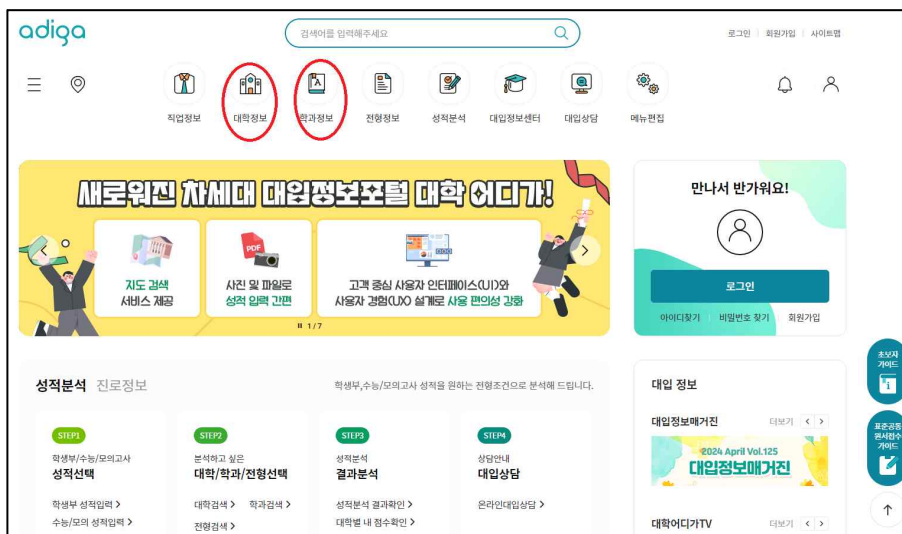 adiga
검색어를 입력해주세요
로그인 회원가입 사이트맵
직업정보 대학정보 학과정보 전형정보 성적분석 대입정보센터 대입상담 메뉴편집
새로워진 차세대 대입정보포털 대학 어디가!
지도 검색
서비스 제공
PDF
사진 및 파일로
성적 입력 간편
고객 중심 사용자 인터페이스(UI)와
사용자 경험(UX) 설계로 사용 편의성 강화
1 / 7
만나서 반가워요!
로그인
아이디찾기 비밀번호 찾기 회원가입
초보자
가이드
표준공통
원서접수
가이드
성적분석 진로정보
학생부,수능/모의고사 성적을 원하는 전형조건으로 분석해 드립니다.
STEP1
학생부/수능/모의고사
성적선택
학생부 성적입력 >
수능/모의 성적입력 >
STEP2
분석하고 싶은
대학/학과/전형선택
대학검색 > 학과검색 >
전형검색 >
STEP3
성적분석
결과분석
성적분석 결과확인 >
대학별 내 점수확인 >
STEP4
상담안내
대입상담
온라인대입상담 >
대입 정보
대입정보매거진 더보기 < >
2024 April Vol.125
대입정보매거진
대학어디가TV 더보기 < >